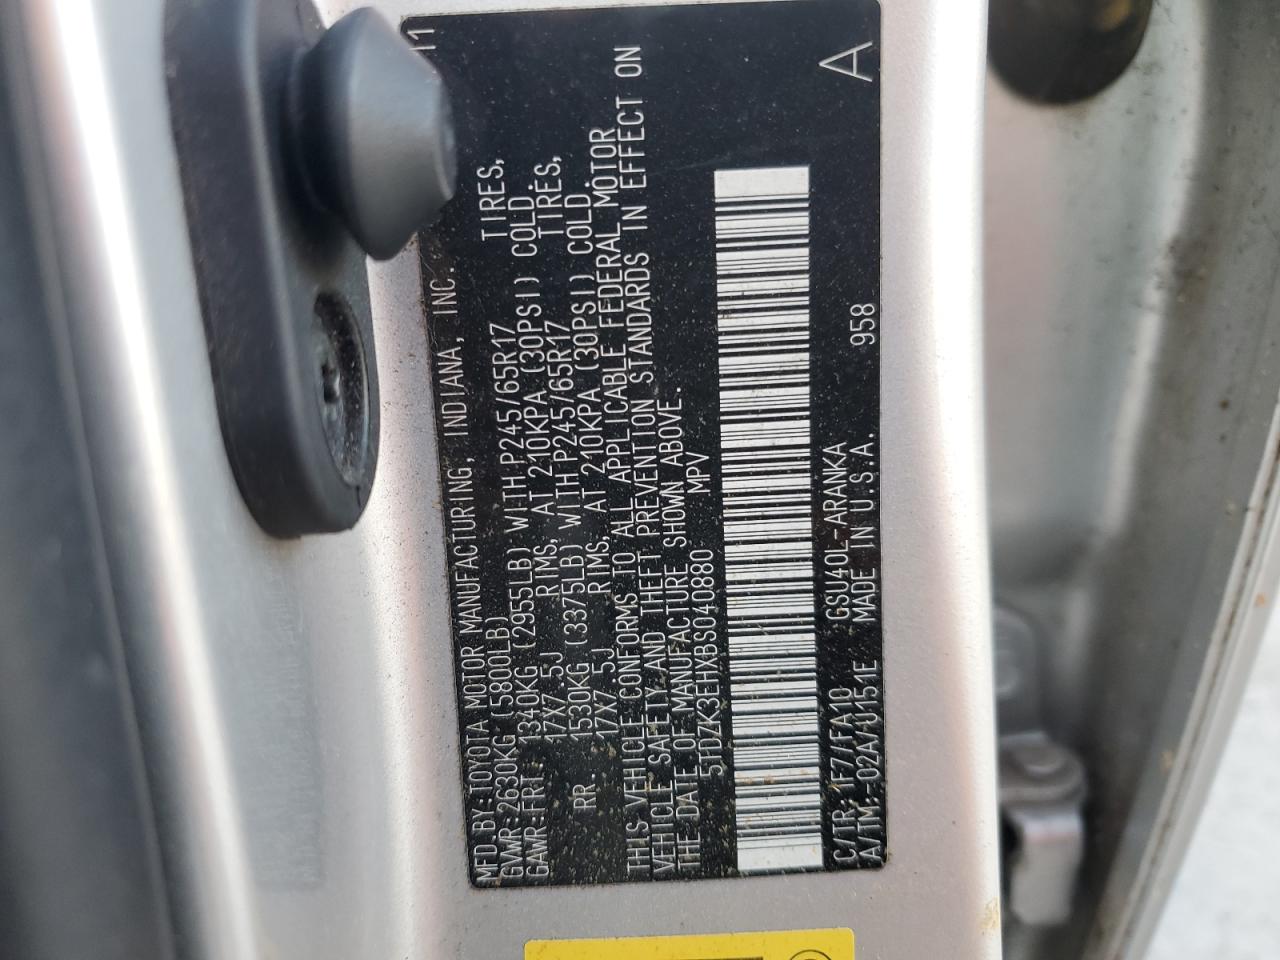 MFD. BY: TOYOTA MOTOR MANUFACTURING, INDIANA, INC. 11
GVWR: 2630KG (5800LB)
GAWR: FRT. 1340KG (2955LB) WITH P245/65R17 TIRES,
17X7.5J RIMS, AT 210KPA (30PSI) COLD.
RR. 1530KG (3375LB) WITH P245/65R17 TIRES,
17X7.5J RIMS, AT 210KPA (30PSI) COLD.
THIS VEHICLE CONFORMS TO ALL APPLICABLE FEDERAL MOTOR
VEHICLE SAFETY AND THEFT PREVENTION STANDARDS IN EFFECT ON
THE DATE OF MANUFACTURE SHOWN ABOVE.
5TDZK3EHXBS040880 MPV
A
C/TR: 1F7/FA10 GSU40L-ARANKA
A/TM: -02A/U151E MADE IN U.S.A. 958